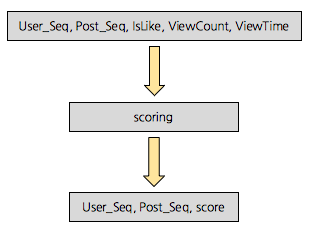 User_Seq, Post_Seq, IsLike, ViewCount, ViewTime
scoring
User_Seq, Post_Seq, score